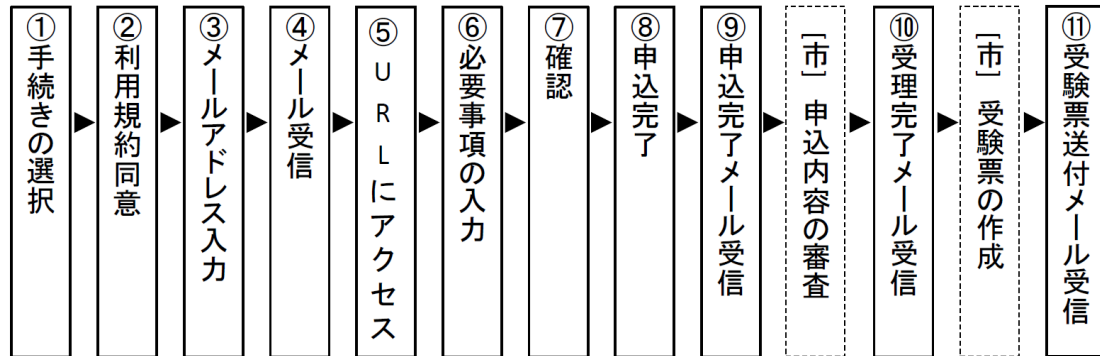 ①手続きの選択
②利用規約同意
③メールアドレス入力
④メール受信
⑤URLにアクセス
⑥必要事項の入力
⑦確認
⑧申込完了
⑨申込完了メール受信
[市] 申込内容の審査
⑩受理完了メール受信
[市] 受験票の作成
⑪受験票送付メール受信